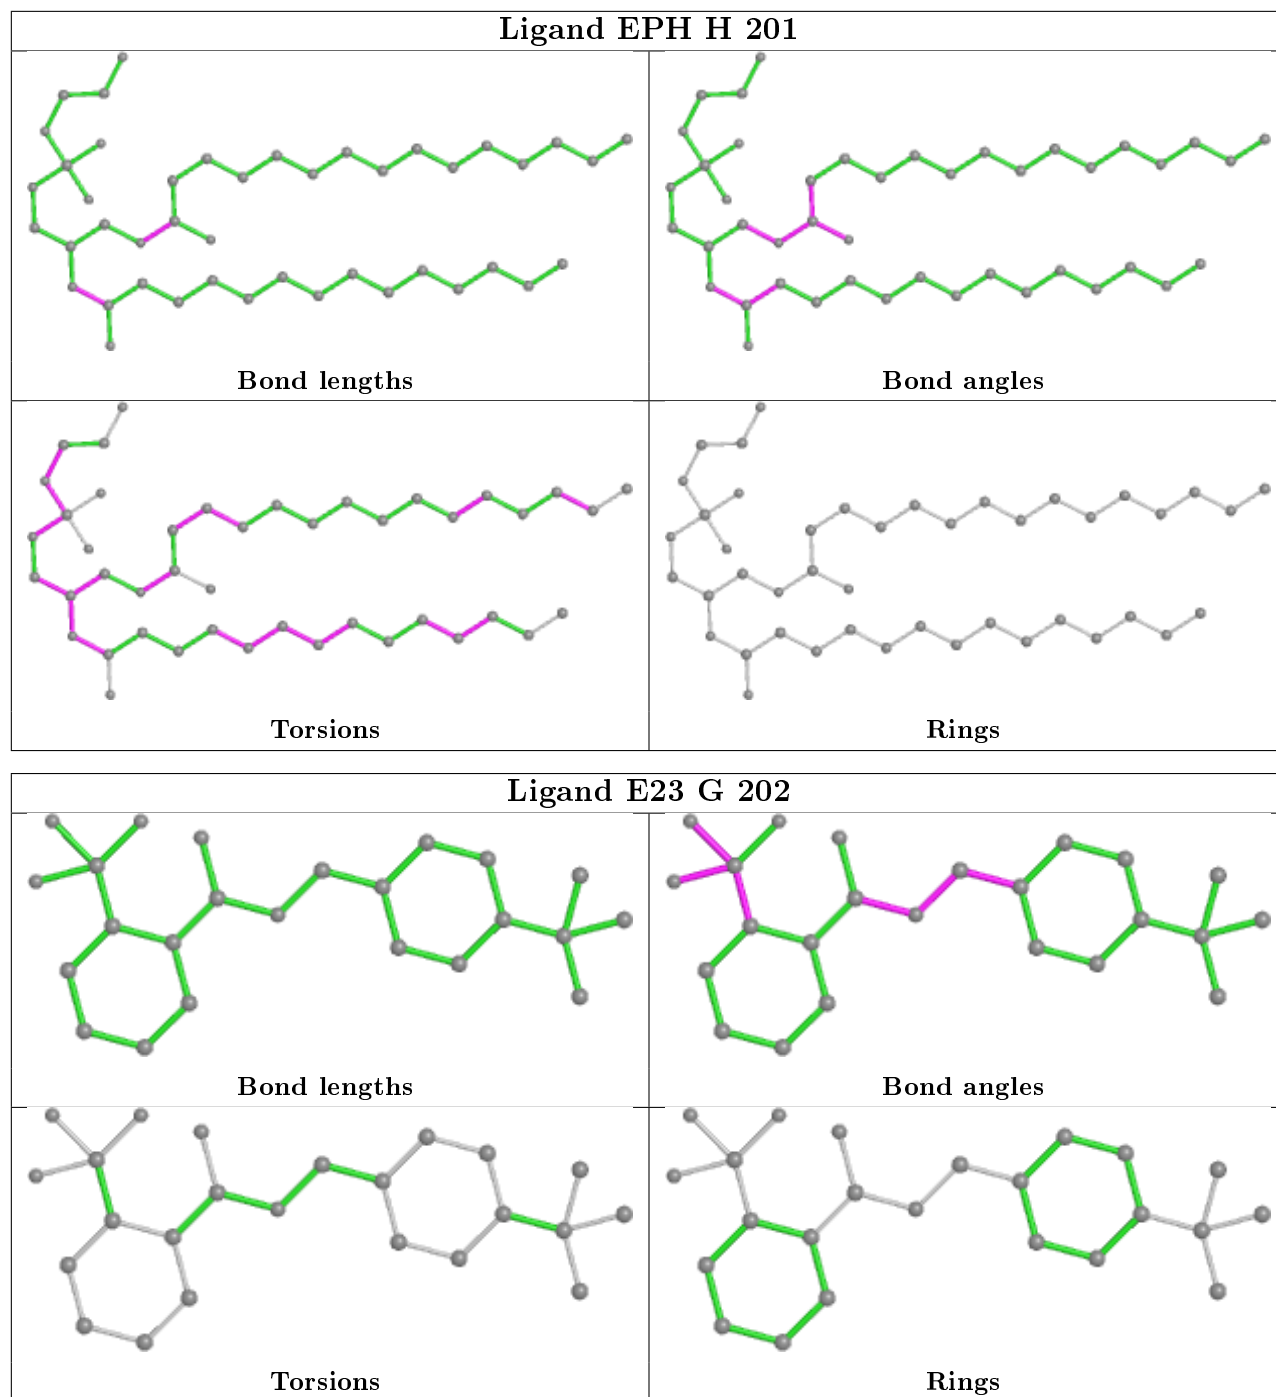 Ligand EPH H 201
Bond lengths
Bond angles
Torsions
Rings
Ligand E23 G 202
Bond lengths
Bond angles
Torsions
Rings